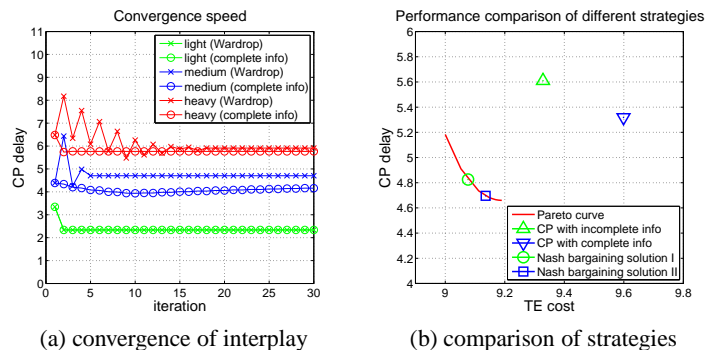 Convergence speed
11
10
9
8
7
6
5
4
3
2
1
0
CP delay
light (Wardrop)
light (complete info)
medium (Wardrop)
medium (complete info)
heavy (Wardrop)
heavy (complete info)
0 5 10 15 20 25 30
iteration
(a) convergence of interplay
Performance comparison of different strategies
6
5.8
5.6
5.4
5.2
5
4.8
4.6
4.4
4.2
4
CP delay
Pareto curve
CP with incomplete info
CP with complete info
Nash bargaining solution I
Nash bargaining solution II
9 9.2 9.4 9.6 9.8
TE cost
(b) comparison of strategies